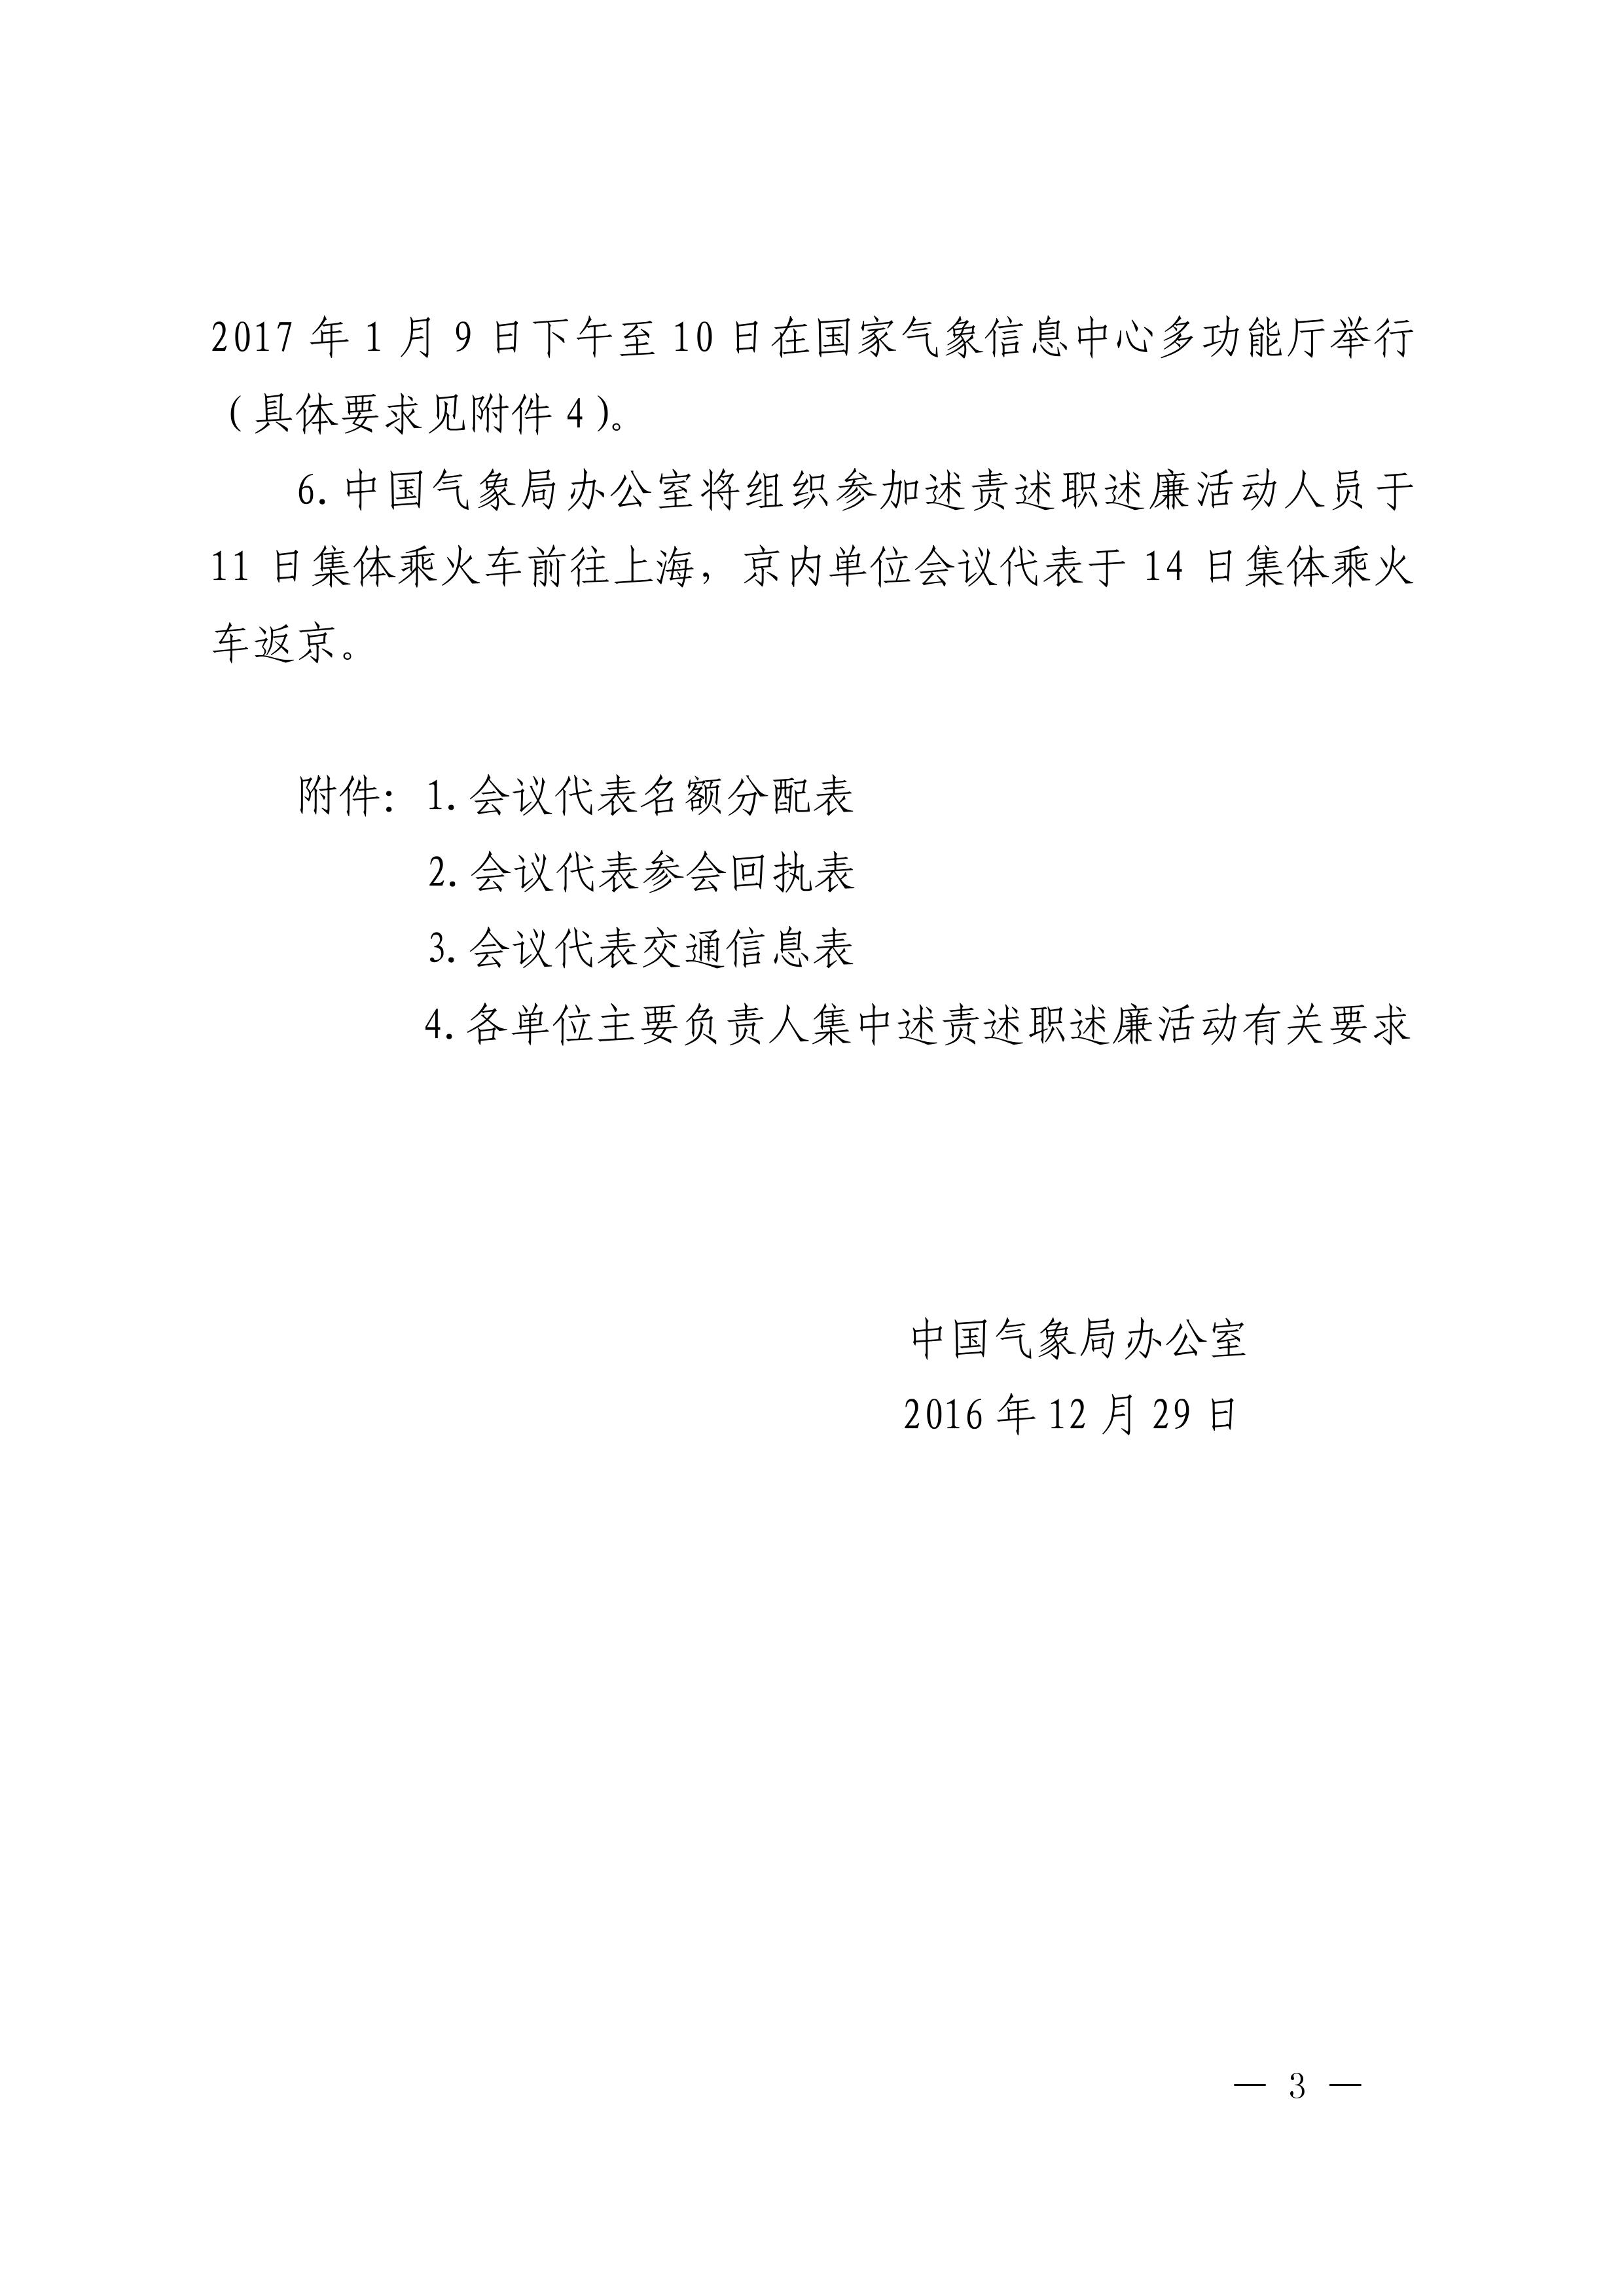 2017 年 1 月 9 日下午至 10 日在国家气象信息中心多功能厅举行
（具体要求见附件 4）。
6. 中国气象局办公室将组织参加述责述职述廉活动人员于
11 日集体乘火车前往上海，京内单位会议代表于 14 日集体乘火
车返京。
附件：1. 会议代表名额分配表
2. 会议代表参会回执表
3. 会议代表交通信息表
4. 各单位主要负责人集中述责述职述廉活动有关要求
中国气象局办公室
2016 年 12 月 29 日
— 3 —